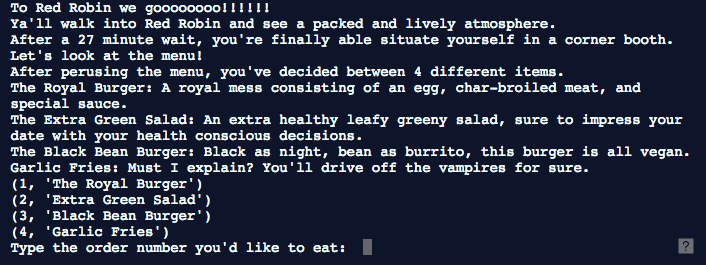 To Red Robin we goooooooo!!!!!!
Ya'll walk into Red Robin and see a packed and lively atmosphere.
After a 27 minute wait, you're finally able situate yourself in a corner booth.
Let's look at the menu!
After perusing the menu, you've decided between 4 different items.
The Royal Burger: A royal mess consisting of an egg, char-broiled meat, and
special sauce.
The Extra Green Salad: An extra healthy leafy greeny salad, sure to impress your
date with your health conscious decisions.
The Black Bean Burger: Black as night, bean as burrito, this burger is all vegan.
Garlic Fries: Must I explain? You'll drive off the vampires for sure.
(1, 'The Royal Burger')
(2, 'Extra Green Salad')
(3, 'Black Bean Burger')
(4, 'Garlic Fries')
Type the order number you'd like to eat:
?